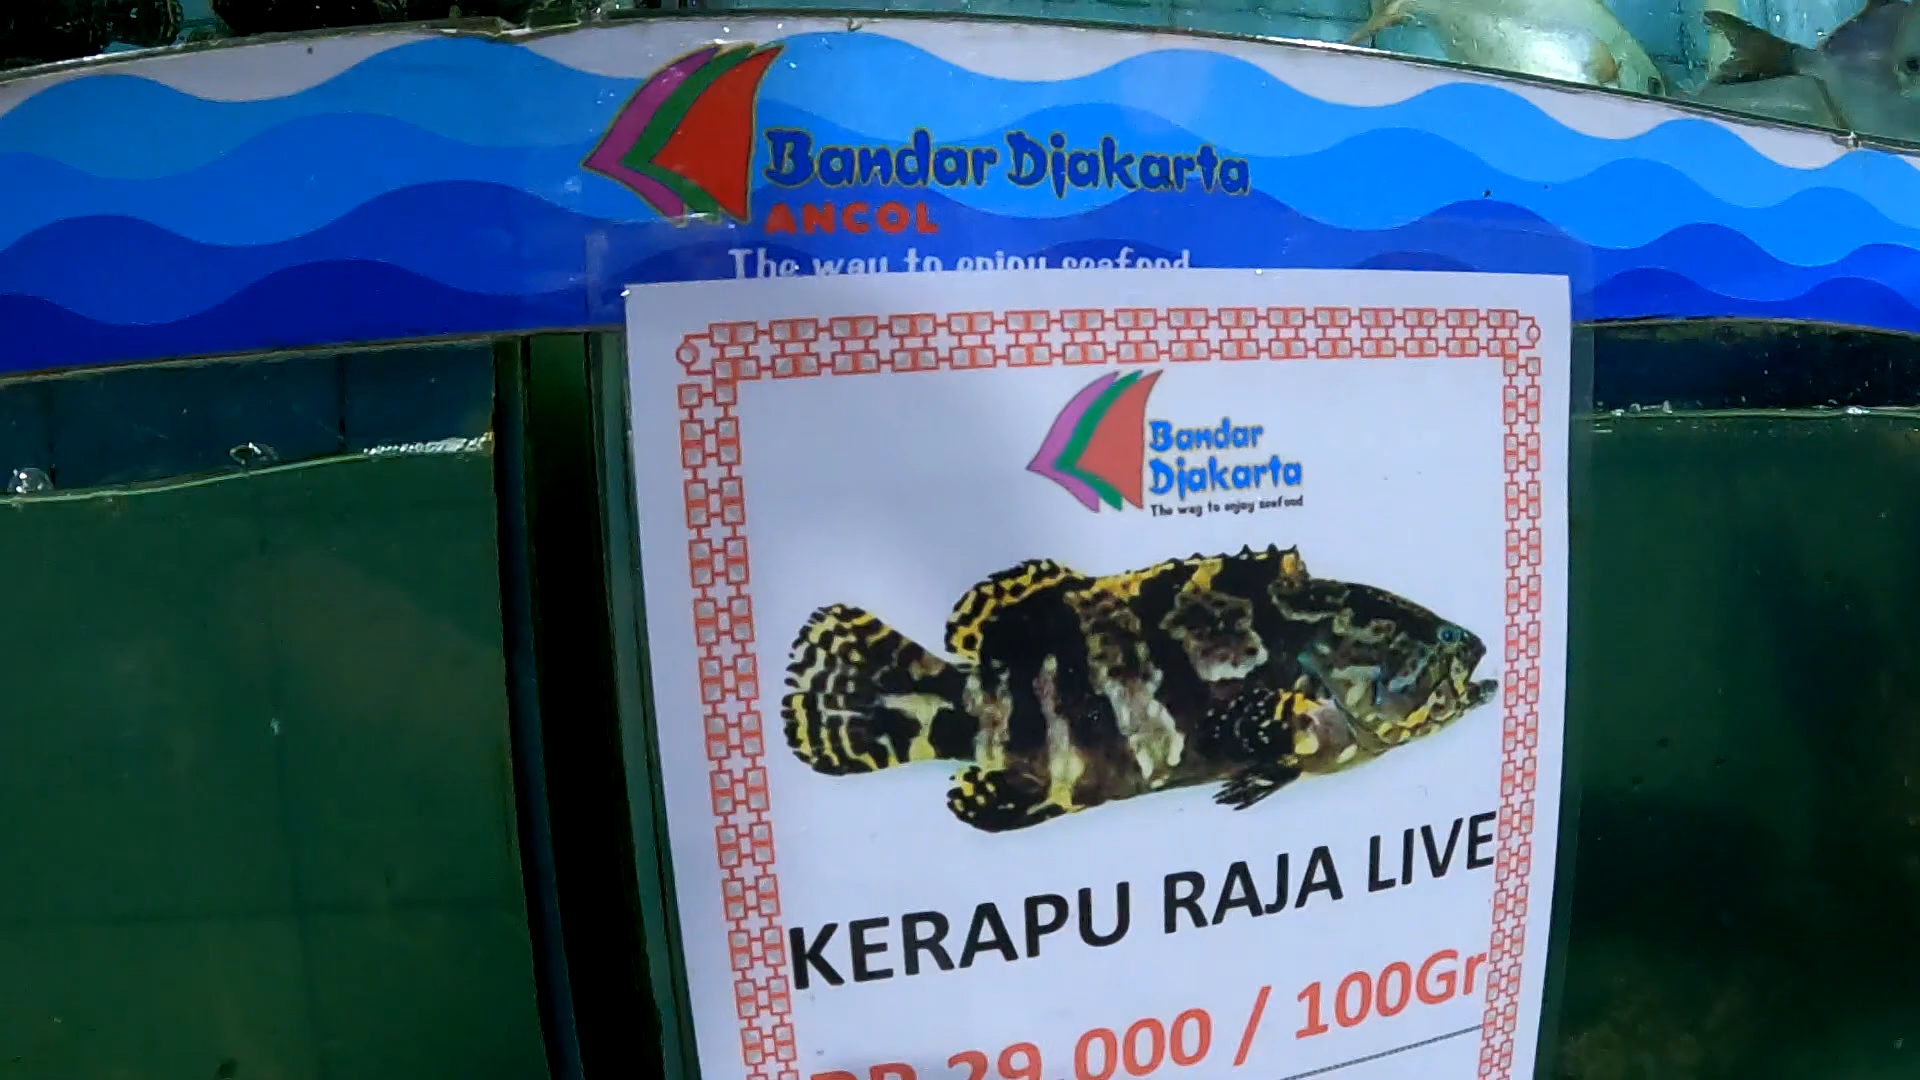 Bandar Djakarta
ANCOL
The way to enjoy seafood
Bandar
Djakarta
The way to enjoy seafood
KERAPU RAJA LIVE
RP 29.000 / 100Gr